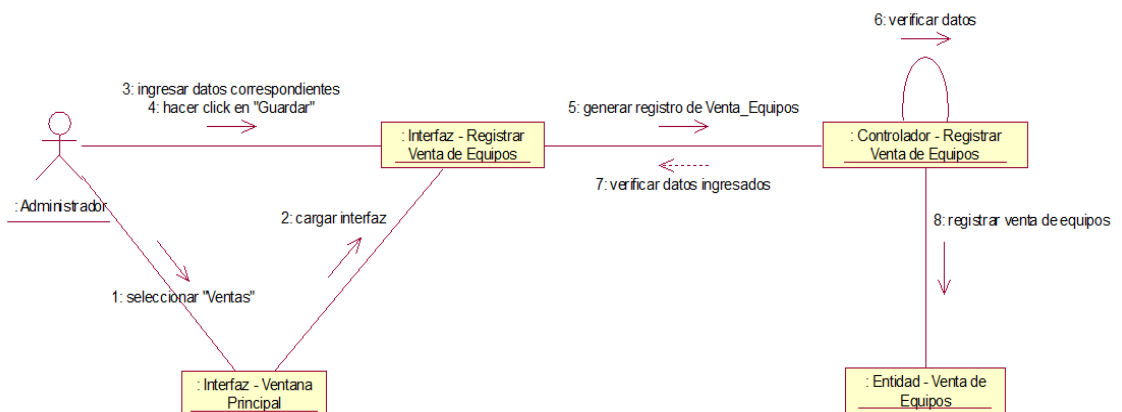 6: verificar datos
3: ingresar datos correspondientes
4: hacer click en "Guardar"
5: generar registro de Venta_Equipos
: Interfaz - Registrar
Venta de Equipos
: Controlador - Registrar
Venta de Equipos
7: verificar datos ingresados
: Administrador
2: cargar interfaz
8: registrar venta de equipos
1: seleccionar "Ventas"
: Interfaz - Ventana
Principal
: Entidad - Venta de
Equipos